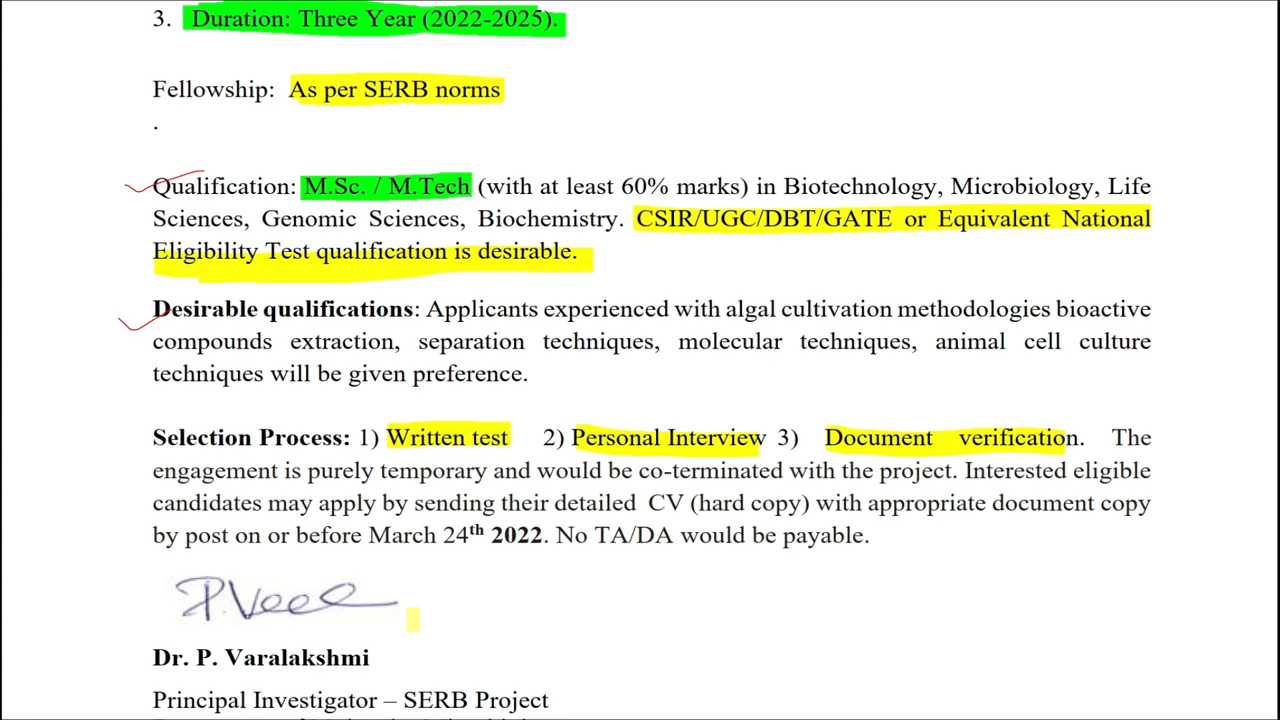 3. Duration: Three Year (2022-2025).
Fellowship: As per SERB norms
.
Qualification: M.Sc. / M.Tech (with at least 60% marks) in Biotechnology, Microbiology, Life
Sciences, Genomic Sciences, Biochemistry. CSIR/UGC/DBT/GATE or Equivalent National
Eligibility Test qualification is desirable.
Desirable qualifications: Applicants experienced with algal cultivation methodologies bioactive
compounds extraction, separation techniques, molecular techniques, animal cell culture
techniques will be given preference.
Selection Process: 1) Written test 2) Personal Interview 3) Document verification. The
engagement is purely temporary and would be co-terminated with the project. Interested eligible
candidates may apply by sending their detailed CV (hard copy) with appropriate document copy
by post on or before March 24th 2022. No TA/DA would be payable.
Dr. P. Varalakshmi
Principal Investigator – SERB Project